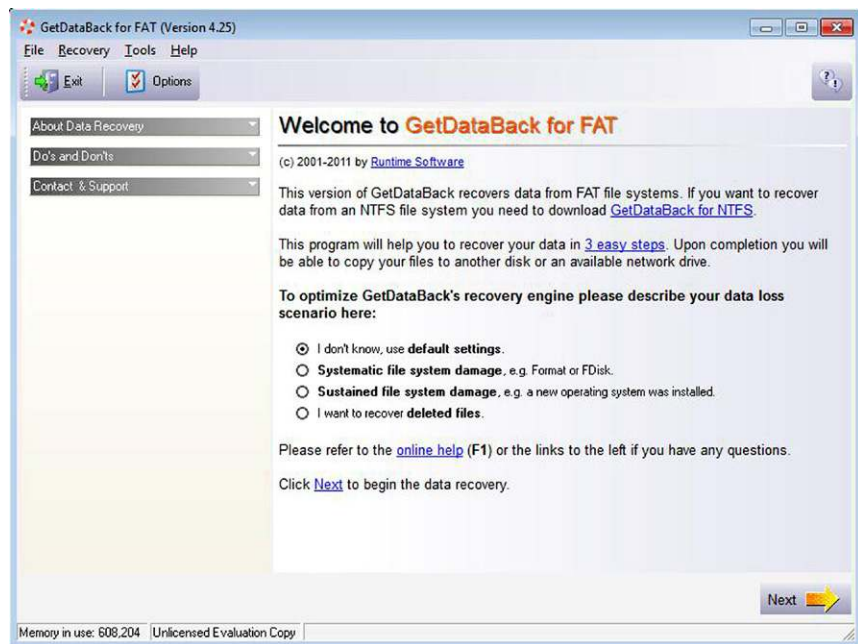 GetDataBack for FAT (Version 4.25)
File Recovery Tools Help
Exit Options
About Data Recovery
Do's and Don'ts
Contact & Support
Welcome to GetDataBack for FAT
(c) 2001-2011 by Runtime Software
This version of GetDataBack recovers data from FAT file systems. If you want to recover
data from an NTFS file system you need to download GetDataBack for NTFS.
This program will help you to recover your data in 3 easy steps. Upon completion you will
be able to copy your files to another disk or an available network drive.
To optimize GetDataBack's recovery engine please describe your data loss
scenario here:
I don't know, use default settings.
Systematic file system damage, e.g. Format or FDisk.
Sustained file system damage, e.g. a new operating system was installed.
I want to recover deleted files.
Please refer to the online help (F1) or the links to the left if you have any questions.
Click Next to begin the data recovery.
Next
Memory in use: 608,204 Unlicensed Evaluation Copy